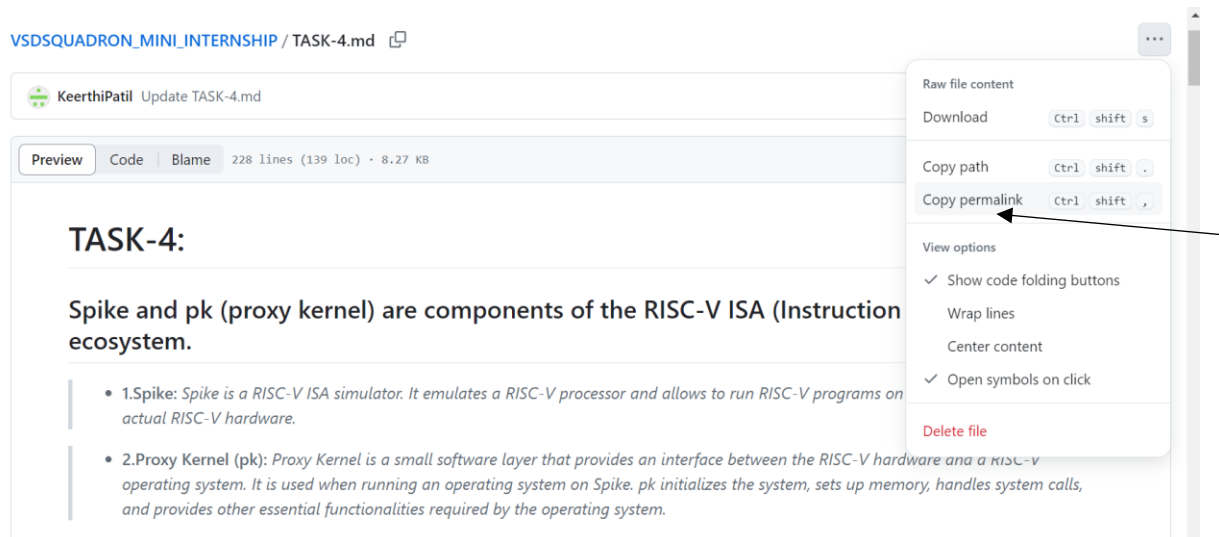 VSDSQUADRON_MINI_INTERNSHIP / TASK-4.md
KeerthiPatil Update TASK-4.md
Preview Code Blame 228 lines (139 loc) · 8.27 KB
TASK-4:
Spike and pk (proxy kernel) are components of the RISC-V ISA (Instruction
ecosystem.
• 1.Spike: Spike is a RISC-V ISA simulator. It emulates a RISC-V processor and allows to run RISC-V programs on
actual RISC-V hardware.
• 2.Proxy Kernel (pk): Proxy Kernel is a small software layer that provides an interface between the RISC-V hardware and a RISC-V
operating system. It is used when running an operating system on Spike. pk initializes the system, sets up memory, handles system calls,
and provides other essential functionalities required by the operating system.
Raw file content
Download Ctrl shift s
Copy path Ctrl shift .
Copy permalink Ctrl shift ,
View options
✓ Show code folding buttons
Wrap lines
Center content
✓ Open symbols on click
Delete file